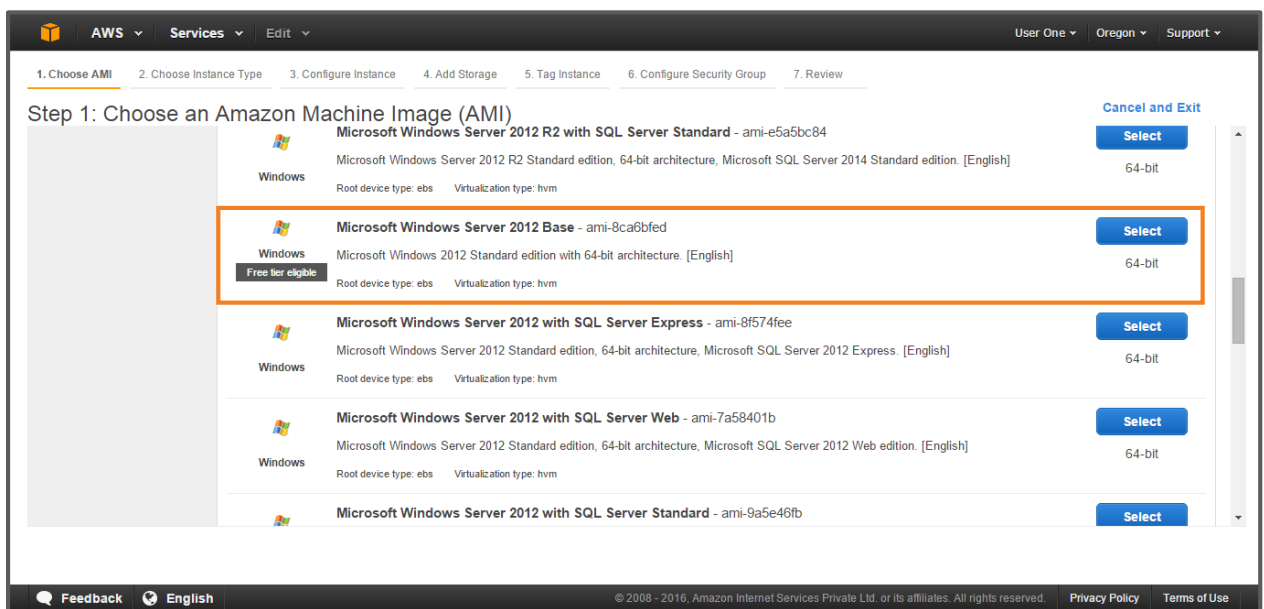 AWS Services Edit User One Oregon Support
1. Choose AMI 2. Choose Instance Type 3. Configure Instance 4. Add Storage 5. Tag Instance 6. Configure Security Group 7. Review
Step 1: Choose an Amazon Machine Image (AMI) Cancel and Exit
Microsoft Windows Server 2012 R2 with SQL Server Standard - ami-e5a5bc84 Select
Microsoft Windows Server 2012 R2 Standard edition, 64-bit architecture, Microsoft SQL Server 2014 Standard edition. [English] 64-bit
Windows
Root device type: ebs Virtualization type: hvm
Microsoft Windows Server 2012 Base - ami-8ca6bfed Select
Windows Microsoft Windows 2012 Standard edition with 64-bit architecture. [English] 64-bit
Free tier eligible
Root device type: ebs Virtualization type: hvm
Microsoft Windows Server 2012 with SQL Server Express - ami-8f574fee Select
Microsoft Windows Server 2012 Standard edition, 64-bit architecture, Microsoft SQL Server 2012 Express. [English] 64-bit
Windows
Root device type: ebs Virtualization type: hvm
Microsoft Windows Server 2012 with SQL Server Web - ami-7a58401b Select
Microsoft Windows Server 2012 Standard edition, 64-bit architecture, Microsoft SQL Server 2012 Web edition. [English] 64-bit
Windows
Root device type: ebs Virtualization type: hvm
Microsoft Windows Server 2012 with SQL Server Standard - ami-9a5e46fb Select
Feedback English © 2008 - 2016, Amazon Internet Services Private Ltd. or its affiliates. All rights reserved. Privacy Policy Terms of Use